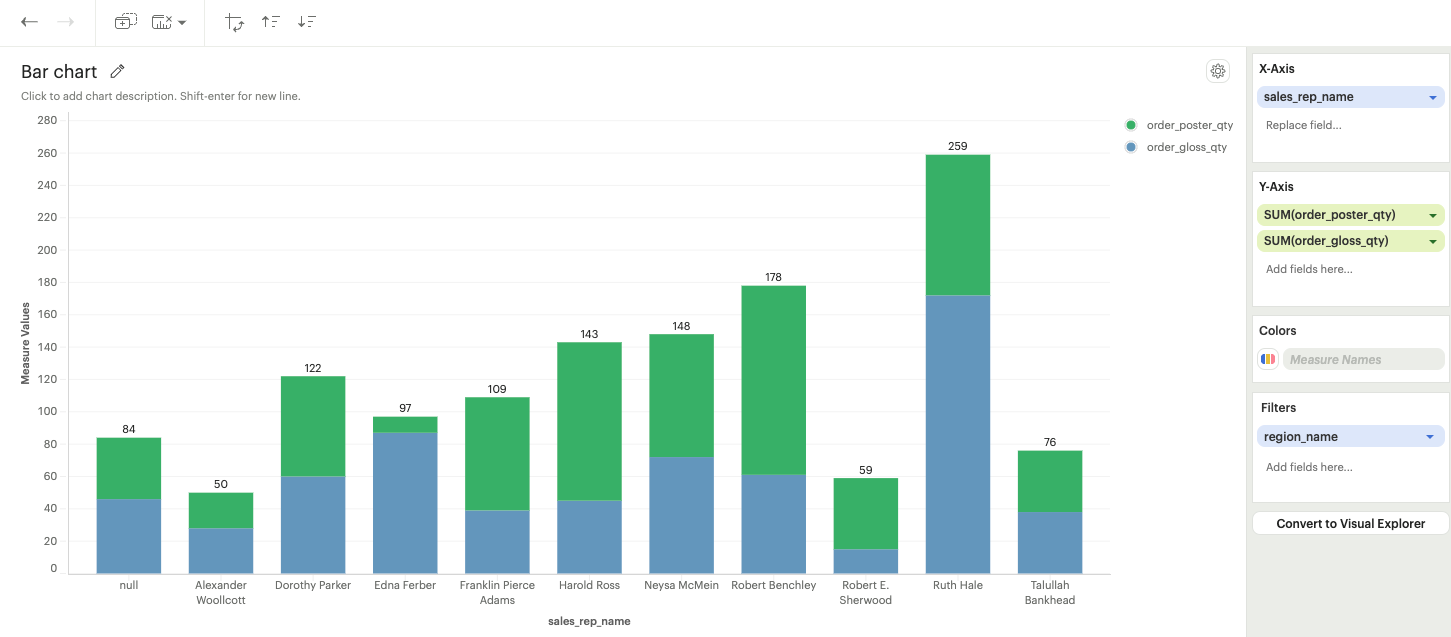 Bar chart
Click to add chart description. Shift-enter for new line.
280
260
240
220
200
180
160
140
120
100
80
60
40
20
0
Measure Values
84
50
122
97
109
143
148
178
59
259
76
null
Alexander
Woollcott
Dorothy Parker
Edna Ferber
Franklin Pierce
Adams
Harold Ross
Neysa McMein
Robert Benchley
Robert E.
Sherwood
Ruth Hale
Talullah
Bankhead
sales_rep_name
order_poster_qty
order_gloss_qty
X-Axis
sales_rep_name
Replace field...
Y-Axis
SUM(order_poster_qty)
SUM(order_gloss_qty)
Add fields here...
Colors
Measure Names
Filters
region_name
Add fields here...
Convert to Visual Explorer